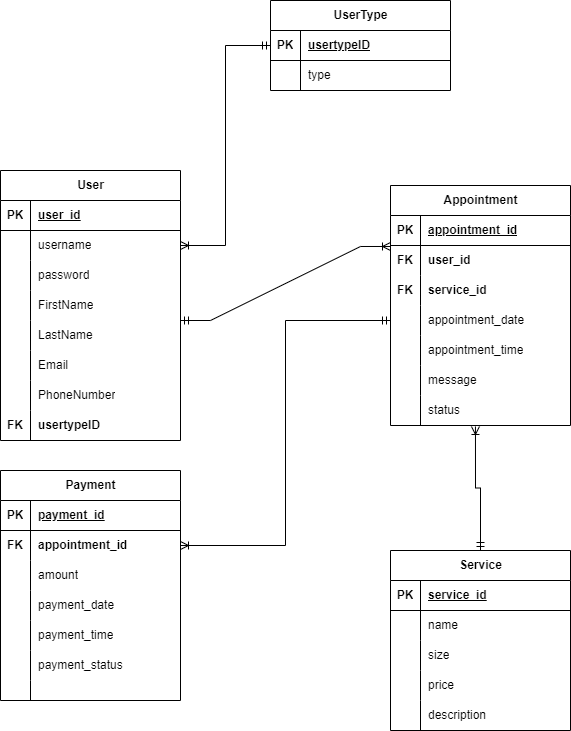 UserType
PK usertypeID
type
User
PK user_id
username
password
FirstName
LastName
Email
PhoneNumber
FK usertypeID
Appointment
PK appointment_id
FK user_id
FK service_id
appointment_date
appointment_time
message
status
Payment
PK payment_id
FK appointment_id
amount
payment_date
payment_time
payment_status
Service
PK service_id
name
size
price
description